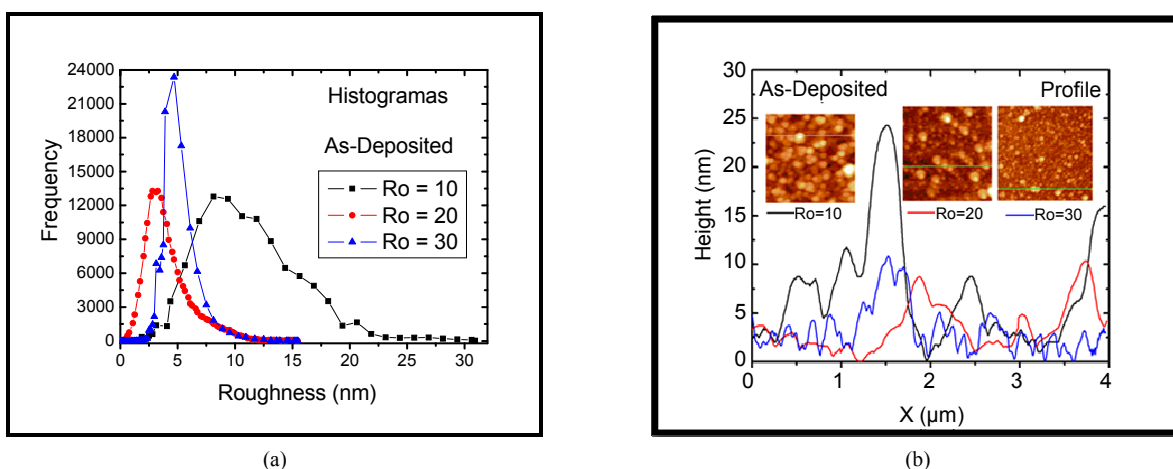 24000
21000
18000
15000
12000
9000
6000
3000
0
Frequency
Histogramas
As-Deposited
Ro = 10
Ro = 20
Ro = 30
0 5 10 15 20 25 30
Roughness (nm)
(a)
30
25
20
15
10
5
0
Height (nm)
As-Deposited Profile
Ro=10 Ro=20 Ro=30
0 1 2 3 4
X (µm)
(b)